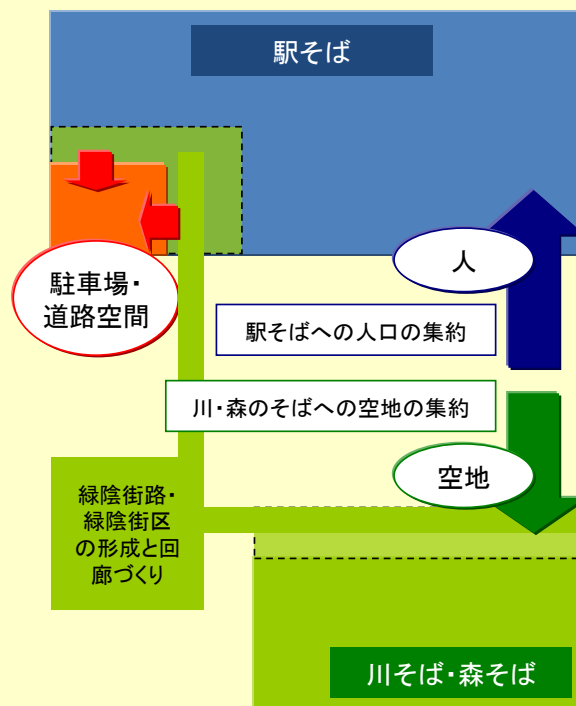 駅そば
人
駐車場・
道路空間
駅そばへの人口の集約
川・森のそばへの空地の集約
空地
緑陰街路・
緑陰街区
の形成と回
廊づくり
川そば・森そば